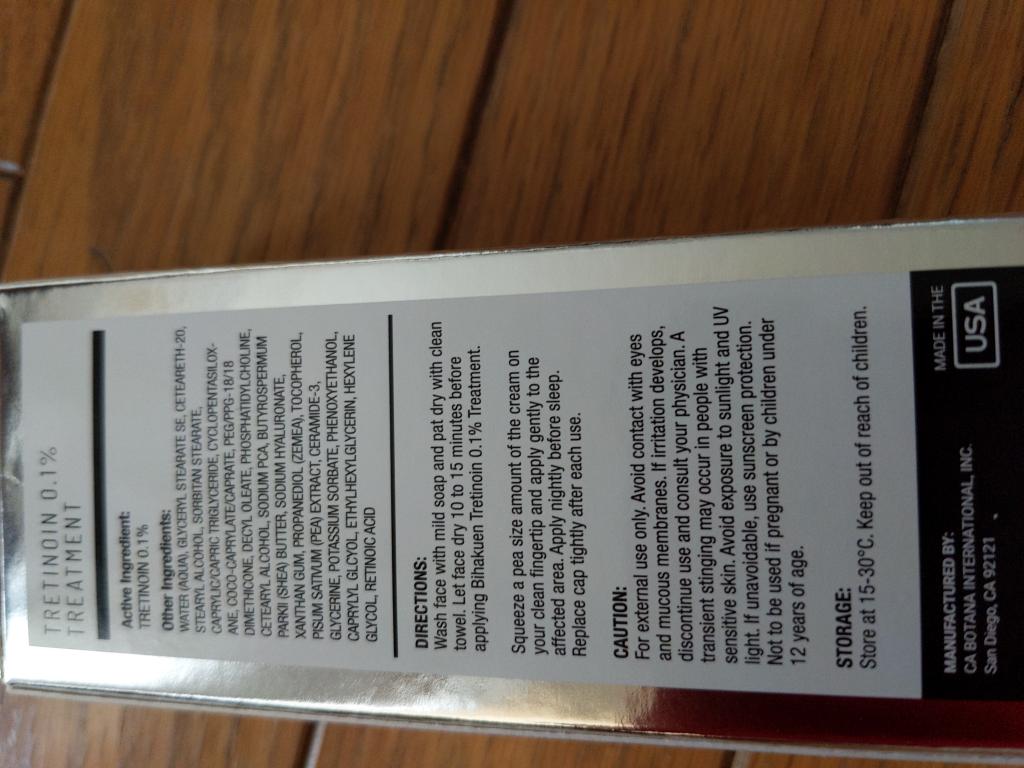 TRETINOIN 0.1%
TREATMENT
Active Ingredient:
TRETINOIN 0.1%
Other Ingredients:
WATER (AQUA), GLYCERYL STEARATE SE, CETEARETH-20,
STEARYL ALCOHOL, SORBITAN STEARATE,
CAPRYLIC/CAPRIC TRIGLYCERIDE, CYCLOPENTASILOX-
ANE, COCO-CAPRYLATE/CAPRATE, PEG/PPG-18/18
DIMETHICONE, DECYL OLEATE, PHOSPHATIDYLCHOLINE,
CETEARYL ALCOHOL, SODIUM PCA, BUTYROSPERMUM
PARKII (SHEA) BUTTER, SODIUM HYALURONATE,
XANTHAN GUM, PROPANEDIOL (ZEMEA), TOCOPHEROL,
PISUM SATIVUM (PEA) EXTRACT, CERAMIDE-3,
GLYCERINE, POTASSIUM SORBATE, PHENOXYETHANOL,
CAPRYLYL GLCYOL, ETHYLHEXYLGLYCERIN, HEXYLENE
GLYCOL, RETINOIC ACID
DIRECTIONS:
Wash face with mild soap and pat dry with clean
towel. Let face dry 10 to 15 minutes before
applying Bihakuen Tretinoin 0.1% Treatment.
Squeeze a pea size amount of the cream on
your clean fingertip and apply gently to the
affected area. Apply nightly before sleep.
Replace cap tightly after each use.
CAUTION:
For external use only. Avoid contact with eyes
and mucous membranes. If irritation develops,
discontinue use and consult your physician. A
transient stinging may occur in people with
sensitive skin. Avoid exposure to sunlight and UV
light. If unavoidable, use sunscreen protection.
Not to be used if pregnant or by children under
12 years of age.
STORAGE:
Store at 15-30°C. Keep out of reach of children.
MANUFACTURED BY:
CA BOTANA INTERNATIONAL, INC.
San Diego, CA 92121
MADE IN THE
USA